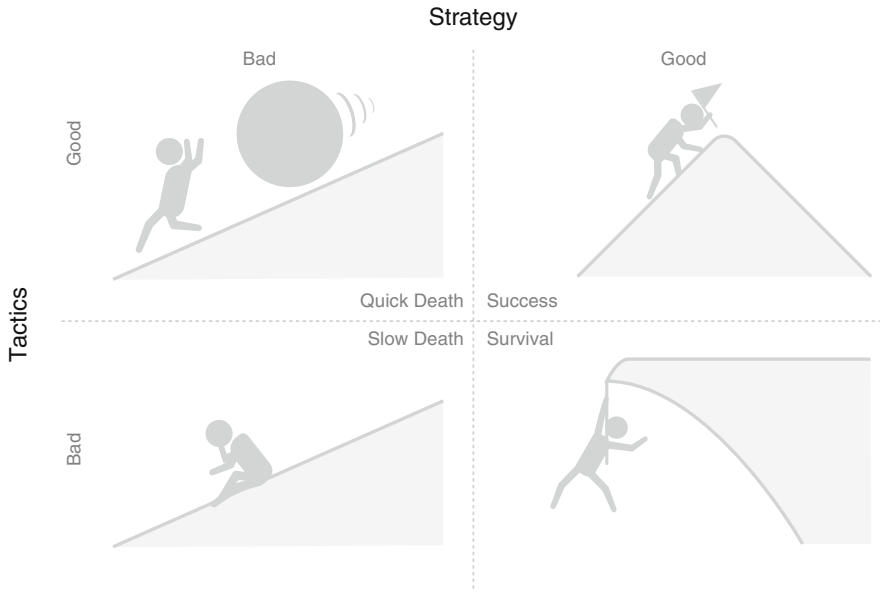 Strategy
Bad
Good
Good
Quick Death
Success
Tactics
Slow Death
Survival
Bad